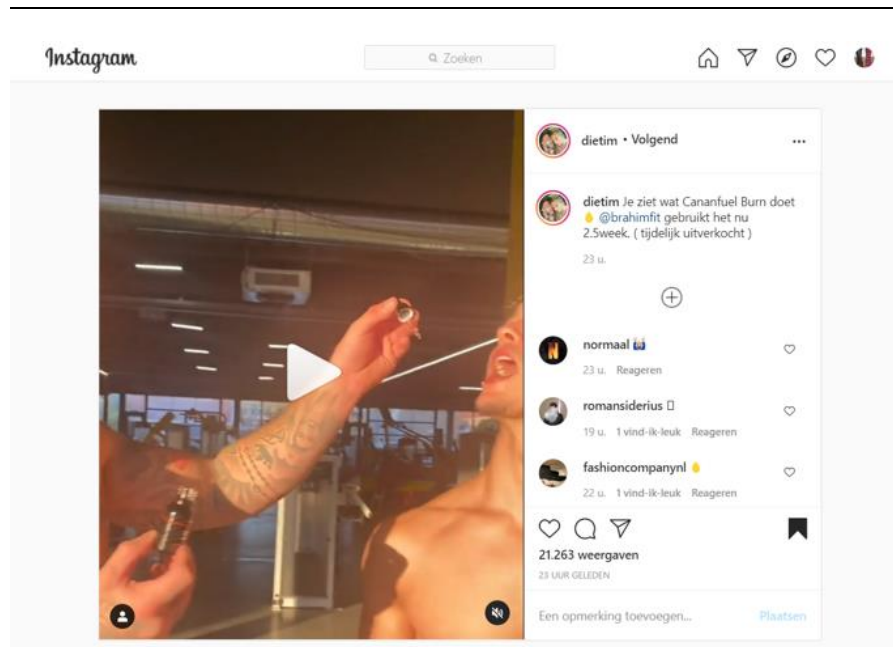 Instagram
Zoeken
dietim • Volgend
dietim Je ziet wat Cananfuel Burn doet
@brahimfit gebruikt het nu
2.5week. ( tijdelijk uitverkocht )
23 u.
normaal
23 u. Reageren
romansiderius
19 u. 1 vind-ik-leuk Reageren
fashioncompanynl
22 u. 1 vind-ik-leuk Reageren
21.263 weergaven
23 UUR GELEDEN
Een opmerking toevoegen... Plaatsen